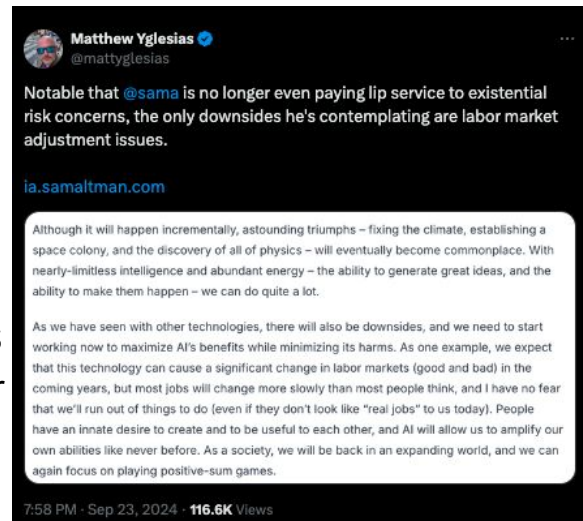 Matthew Yglesias
@mattyglesias
Notable that @sama is no longer even paying lip service to existential
risk concerns, the only downsides he's contemplating are labor market
adjustment issues.
ia.samaltman.com
Although it will happen incrementally, astounding triumphs – fixing the climate, establishing a
space colony, and the discovery of all of physics – will eventually become commonplace. With
nearly-limitless intelligence and abundant energy – the ability to generate great ideas, and the
ability to make them happen – we can do quite a lot.
As we have seen with other technologies, there will also be downsides, and we need to start
working now to maximize AI's benefits while minimizing its harms. As one example, we expect
that this technology can cause a significant change in labor markets (good and bad) in the
coming years, but most jobs will change more slowly than most people think, and I have no fear
that we'll run out of things to do (even if they don't look like "real jobs" to us today). People
have an innate desire to create and to be useful to each other, and AI will allow us to amplify our
own abilities like never before. As a society, we will be back in an expanding world, and we can
again focus on playing positive-sum games.
7:58 PM · Sep 23, 2024 · 116.6K Views